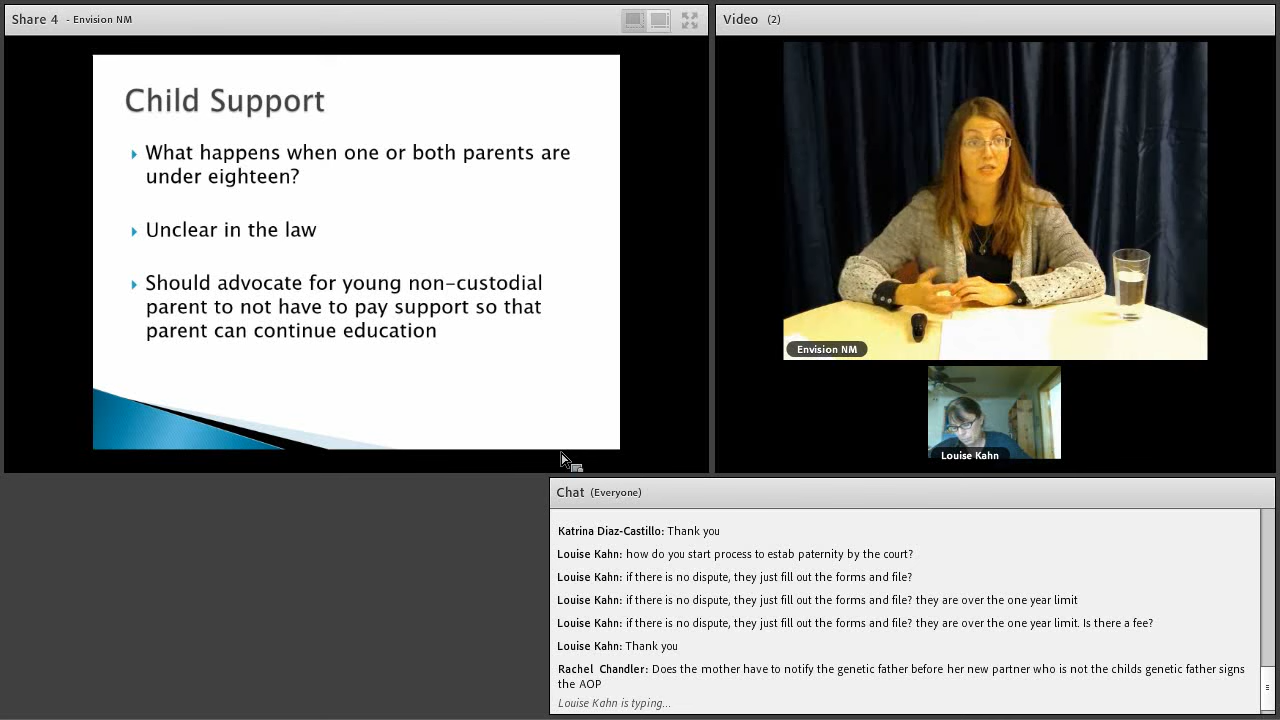 Share 4 - Envision NM
Child Support
What happens when one or both parents are
under eighteen?
Unclear in the law
Should advocate for young non-custodial
parent to not have to pay support so that
parent can continue education
Video (2)
Envision NM
Louise Kahn
Chat (Everyone)
Katrina Diaz-Castillo: Thank you
Louise Kahn: how do you start process to estab paternity by the court?
Louise Kahn: if there is no dispute, they just fill out the forms and file?
Louise Kahn: if there is no dispute, they just fill out the forms and file? they are over the one year limit
Louise Kahn: if there is no dispute, they just fill out the forms and file? they are over the one year limit. Is there a fee?
Louise Kahn: Thank you
Rachel Chandler: Does the mother have to notify the genetic father before her new partner who is not the childs genetic father signs
the AOP
Louise Kahn is typing...